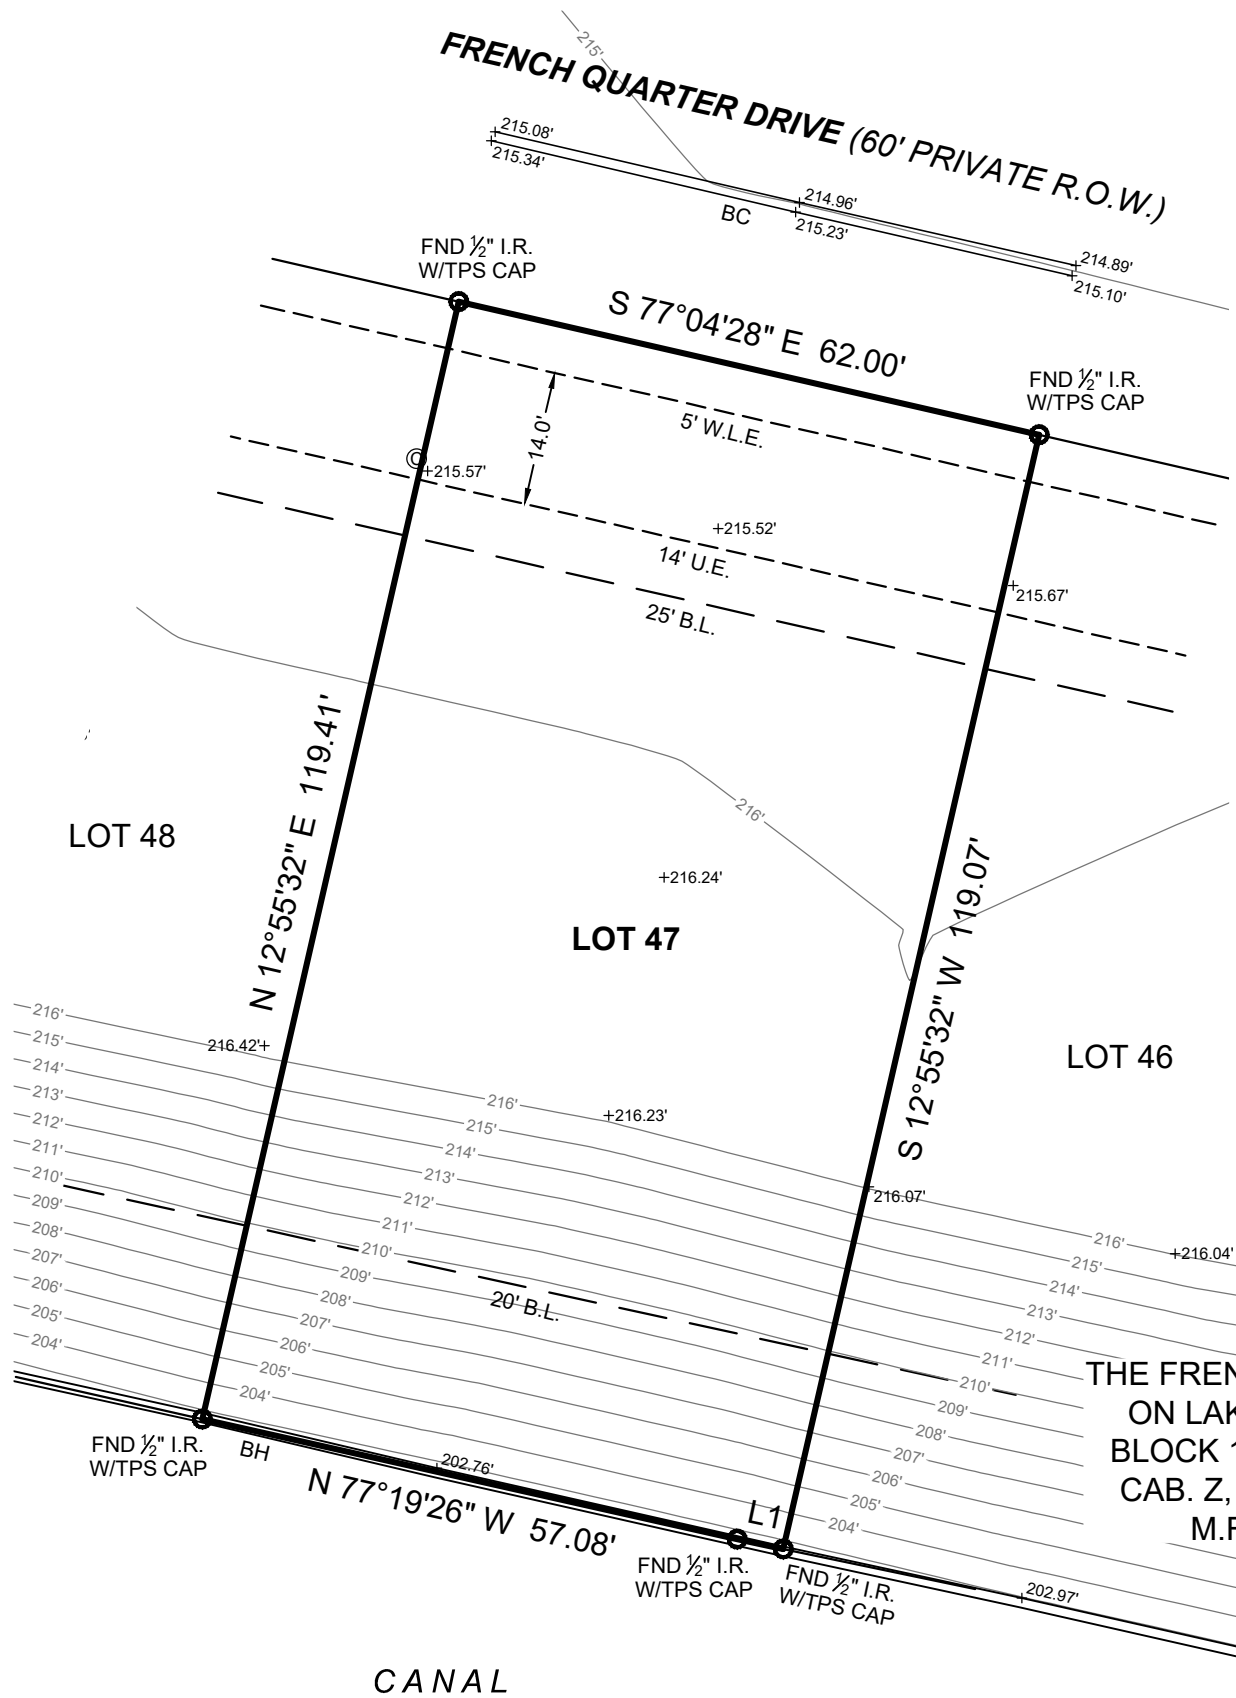 215'
FRENCH QUARTER DRIVE (60' PRIVATE R.O.W.)
215.08'
215.34'
214.96'
BC
215.23'
214.89'
215.10'
FND ½" I.R.
W/TPS CAP
S 77°04'28" E 62.00'
FND ½" I.R.
W/TPS CAP
5' W.L.E.
14.0'
C
215.57'
215.52'
14' U.E.
215.67'
25' B.L.
N 12°55'32" E 119.41'
216'
LOT 48
216.24'
LOT 47
S 12°55'32" W 119.07'
LOT 46
216'
215'
214'
213'
212'
211'
210'
209'
208'
207'
206'
205'
204'
216.42'
216'
215'
214'
213'
212'
211'
210'
209'
208'
207'
206'
205'
204'
216.23'
216.07'
216.04'
216'
215'
214'
213'
212'
211'
210'
209'
208'
207'
206'
205'
204'
20' B.L.
THE FREN
ON LAK
BLOCK 1
CAB. Z,
M.F
FND ½" I.R.
W/TPS CAP
BH
202.76'
N 77°19'26" W 57.08'
L1
FND ½" I.R.
W/TPS CAP
FND ½" I.R.
W/TPS CAP
202.97'
CANAL